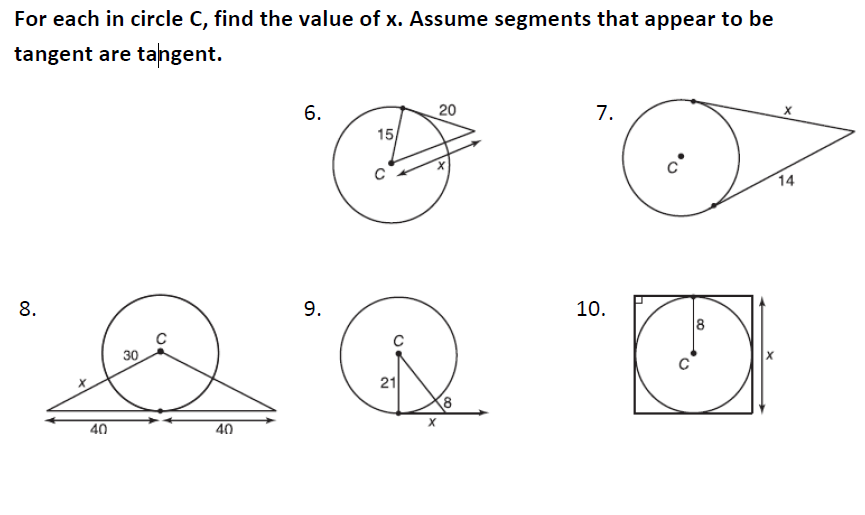 For each in circle C, find the value of x. Assume segments that appear to be
tangent are tangent.
6.
20
15
C
x
7.
x
C
14
8.
C
30
x
40
40
9.
C
21
8
x
10.
8
C
x